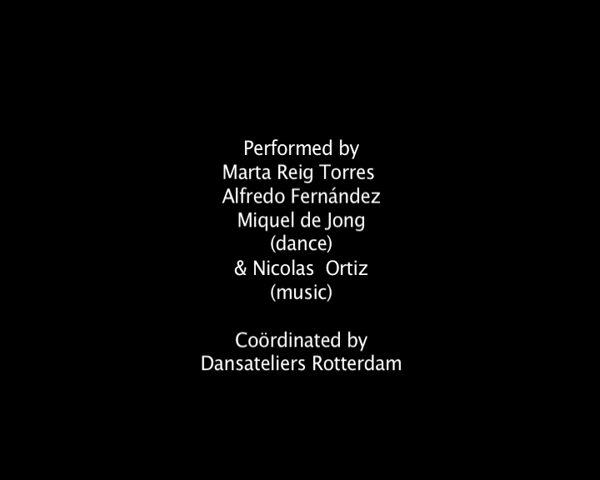 Performed by
Marta Reig Torres
Alfredo Fernández
Miquel de Jong
(dance)
& Nicolas  Ortiz
(music)
Coördinated by
Dansateliers Rotterdam